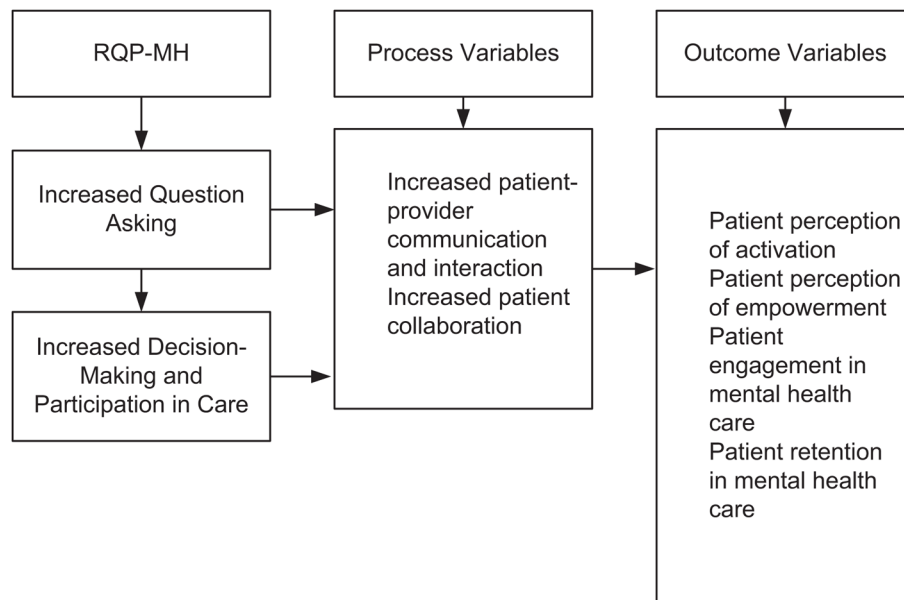 RQP-MH
Increased Question
Asking
Increased Decision-
Making and
Participation in Care
Process Variables
Increased patient-
provider
communication
and interaction
Increased patient
collaboration
Outcome Variables
Patient perception
of activation
Patient perception
of empowerment
Patient
engagement in
mental health
care
Patient retention
in mental health
care